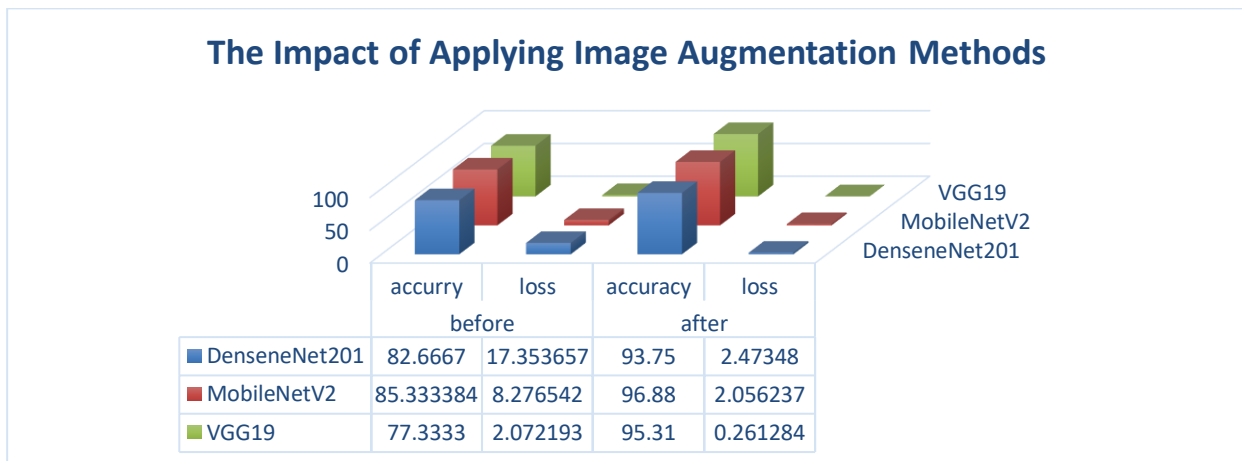 The Impact of Applying Image Augmentation Methods
100
50
0
VGG19
MobileNetV2
DenseneNet201
accurry loss accuracy loss
before after
DenseneNet201 82.6667 17.353657 93.75 2.47348
MobileNetV2 85.333384 8.276542 96.88 2.056237
VGG19 77.3333 2.072193 95.31 0.261284